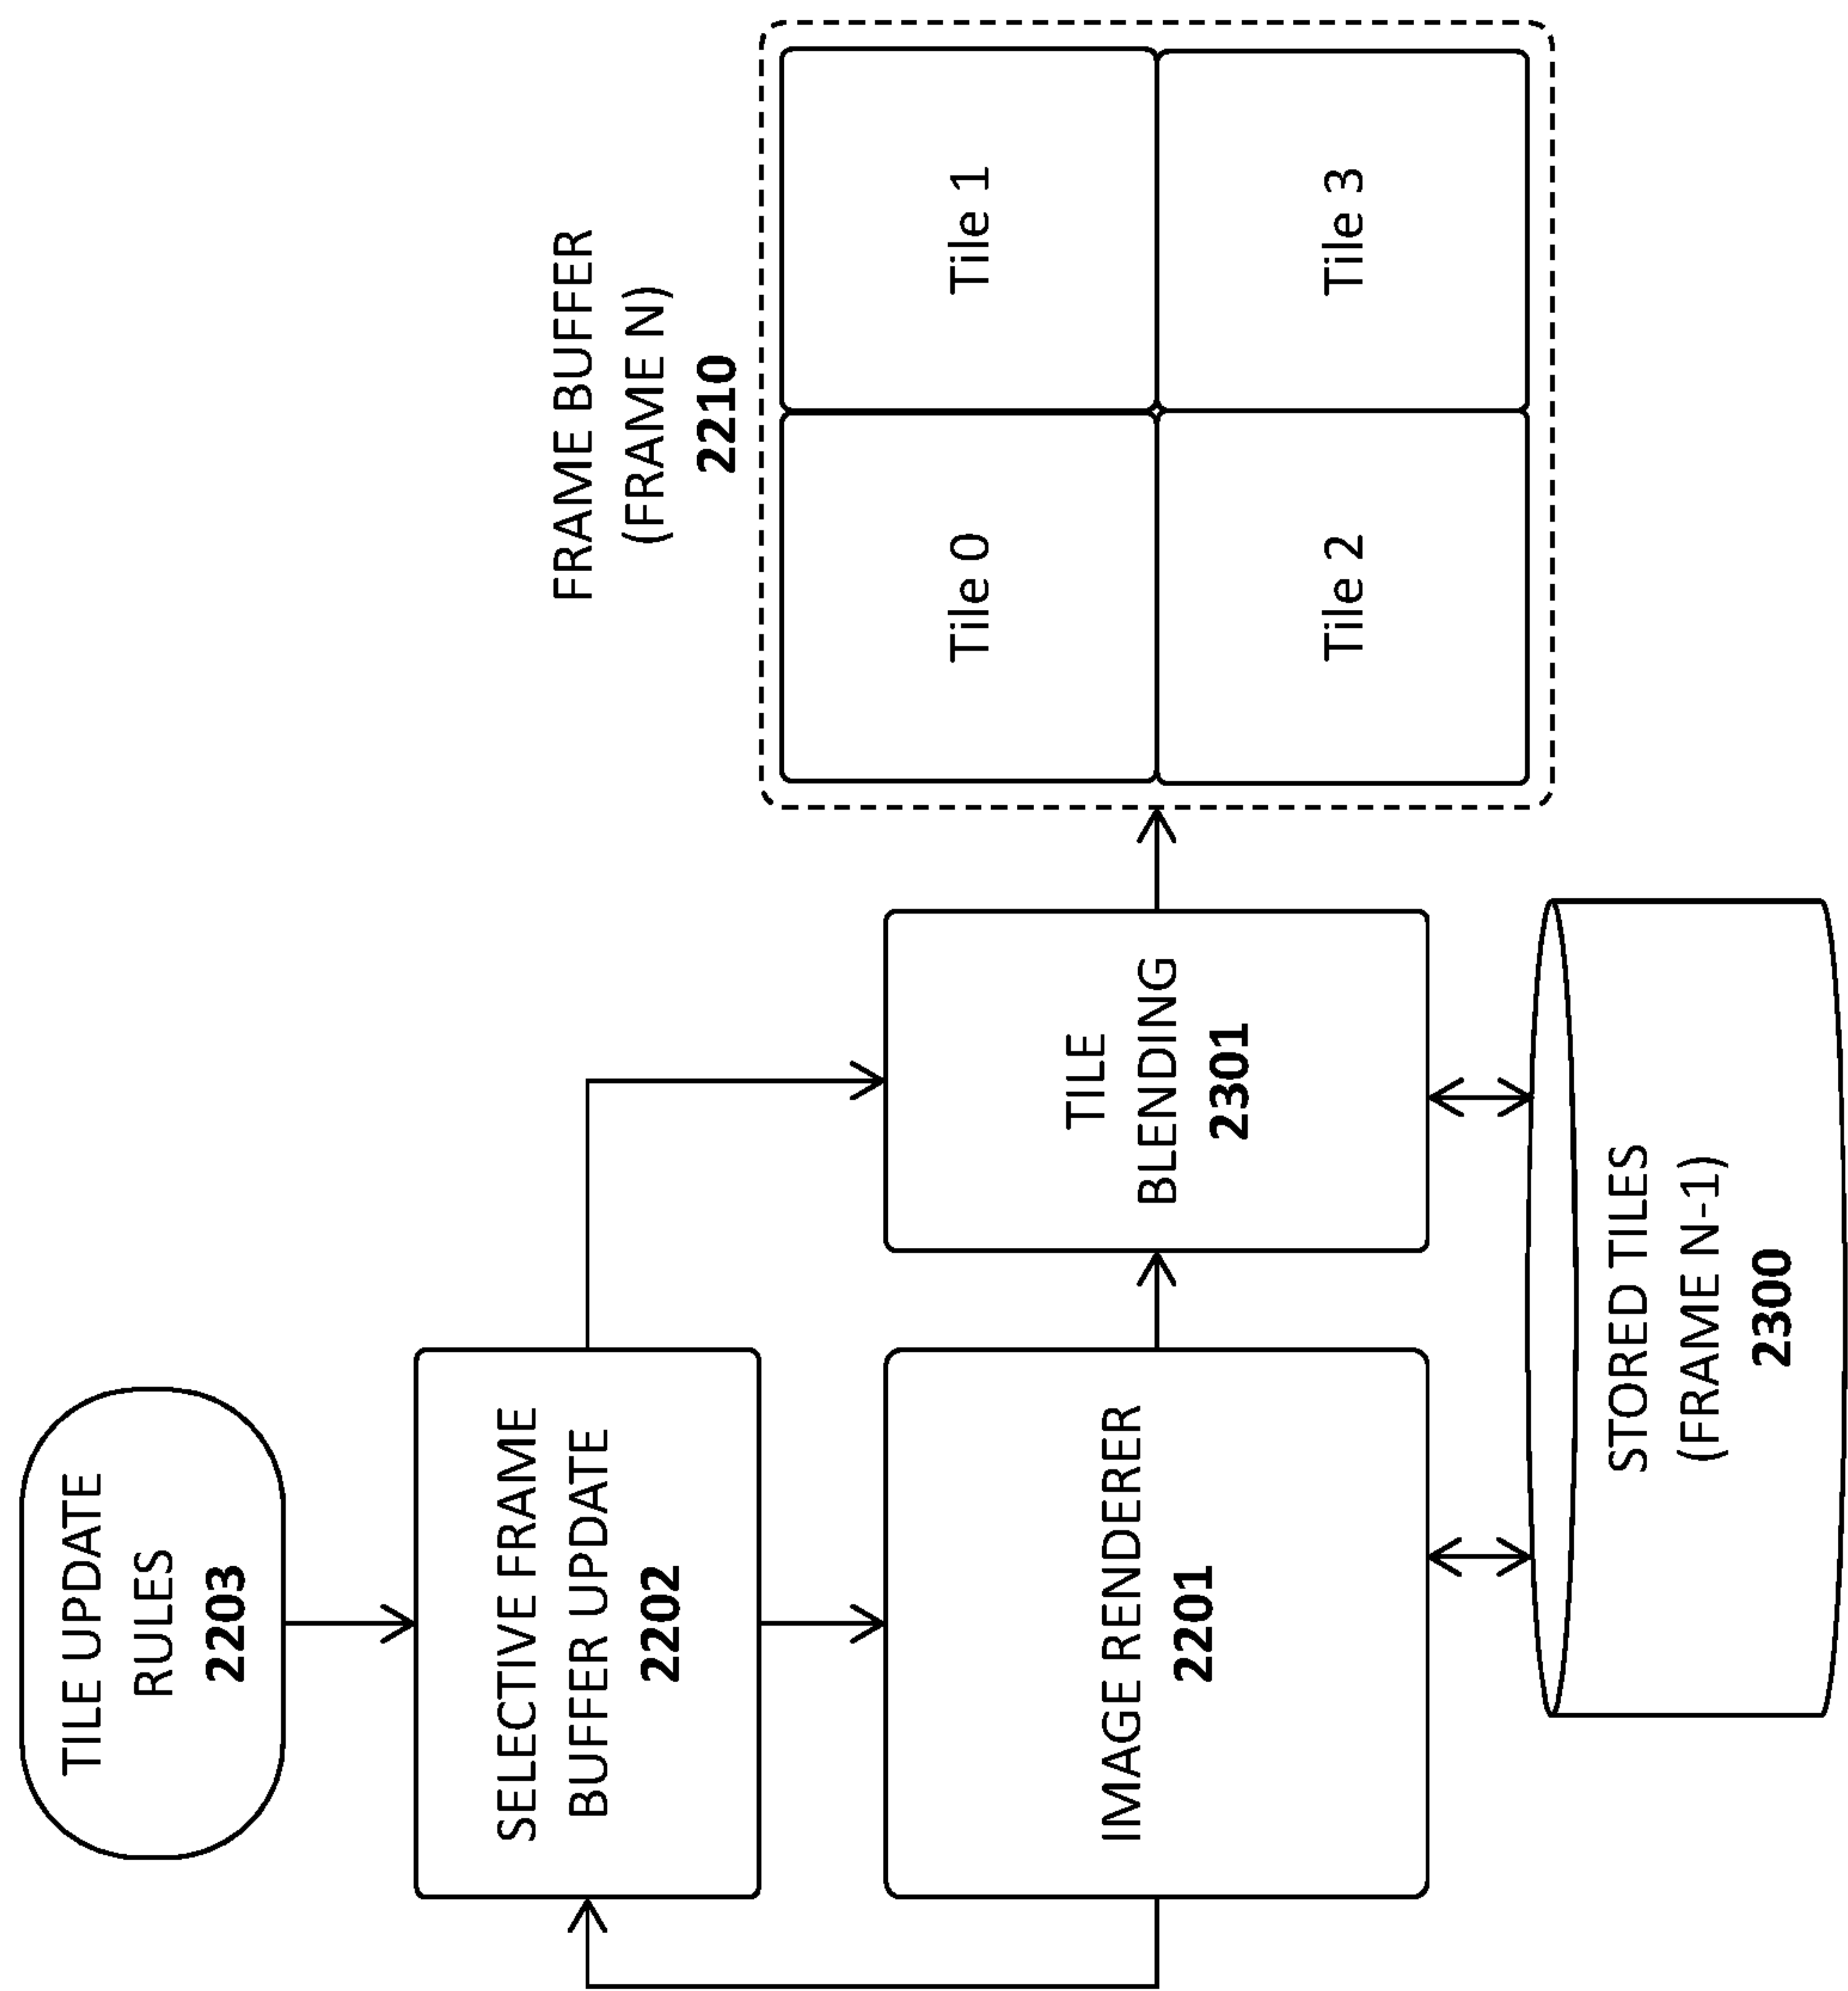 TILE UPDATE
RULES
2203
SELECTIVE FRAME
BUFFER UPDATE
2202
IMAGE RENDERER
2201
TILE
BLENDING
2301
STORED TILES
(FRAME N-1)
2300
FRAME BUFFER
(FRAME N)
2210
Tile 0
Tile 1
Tile 2
Tile 3